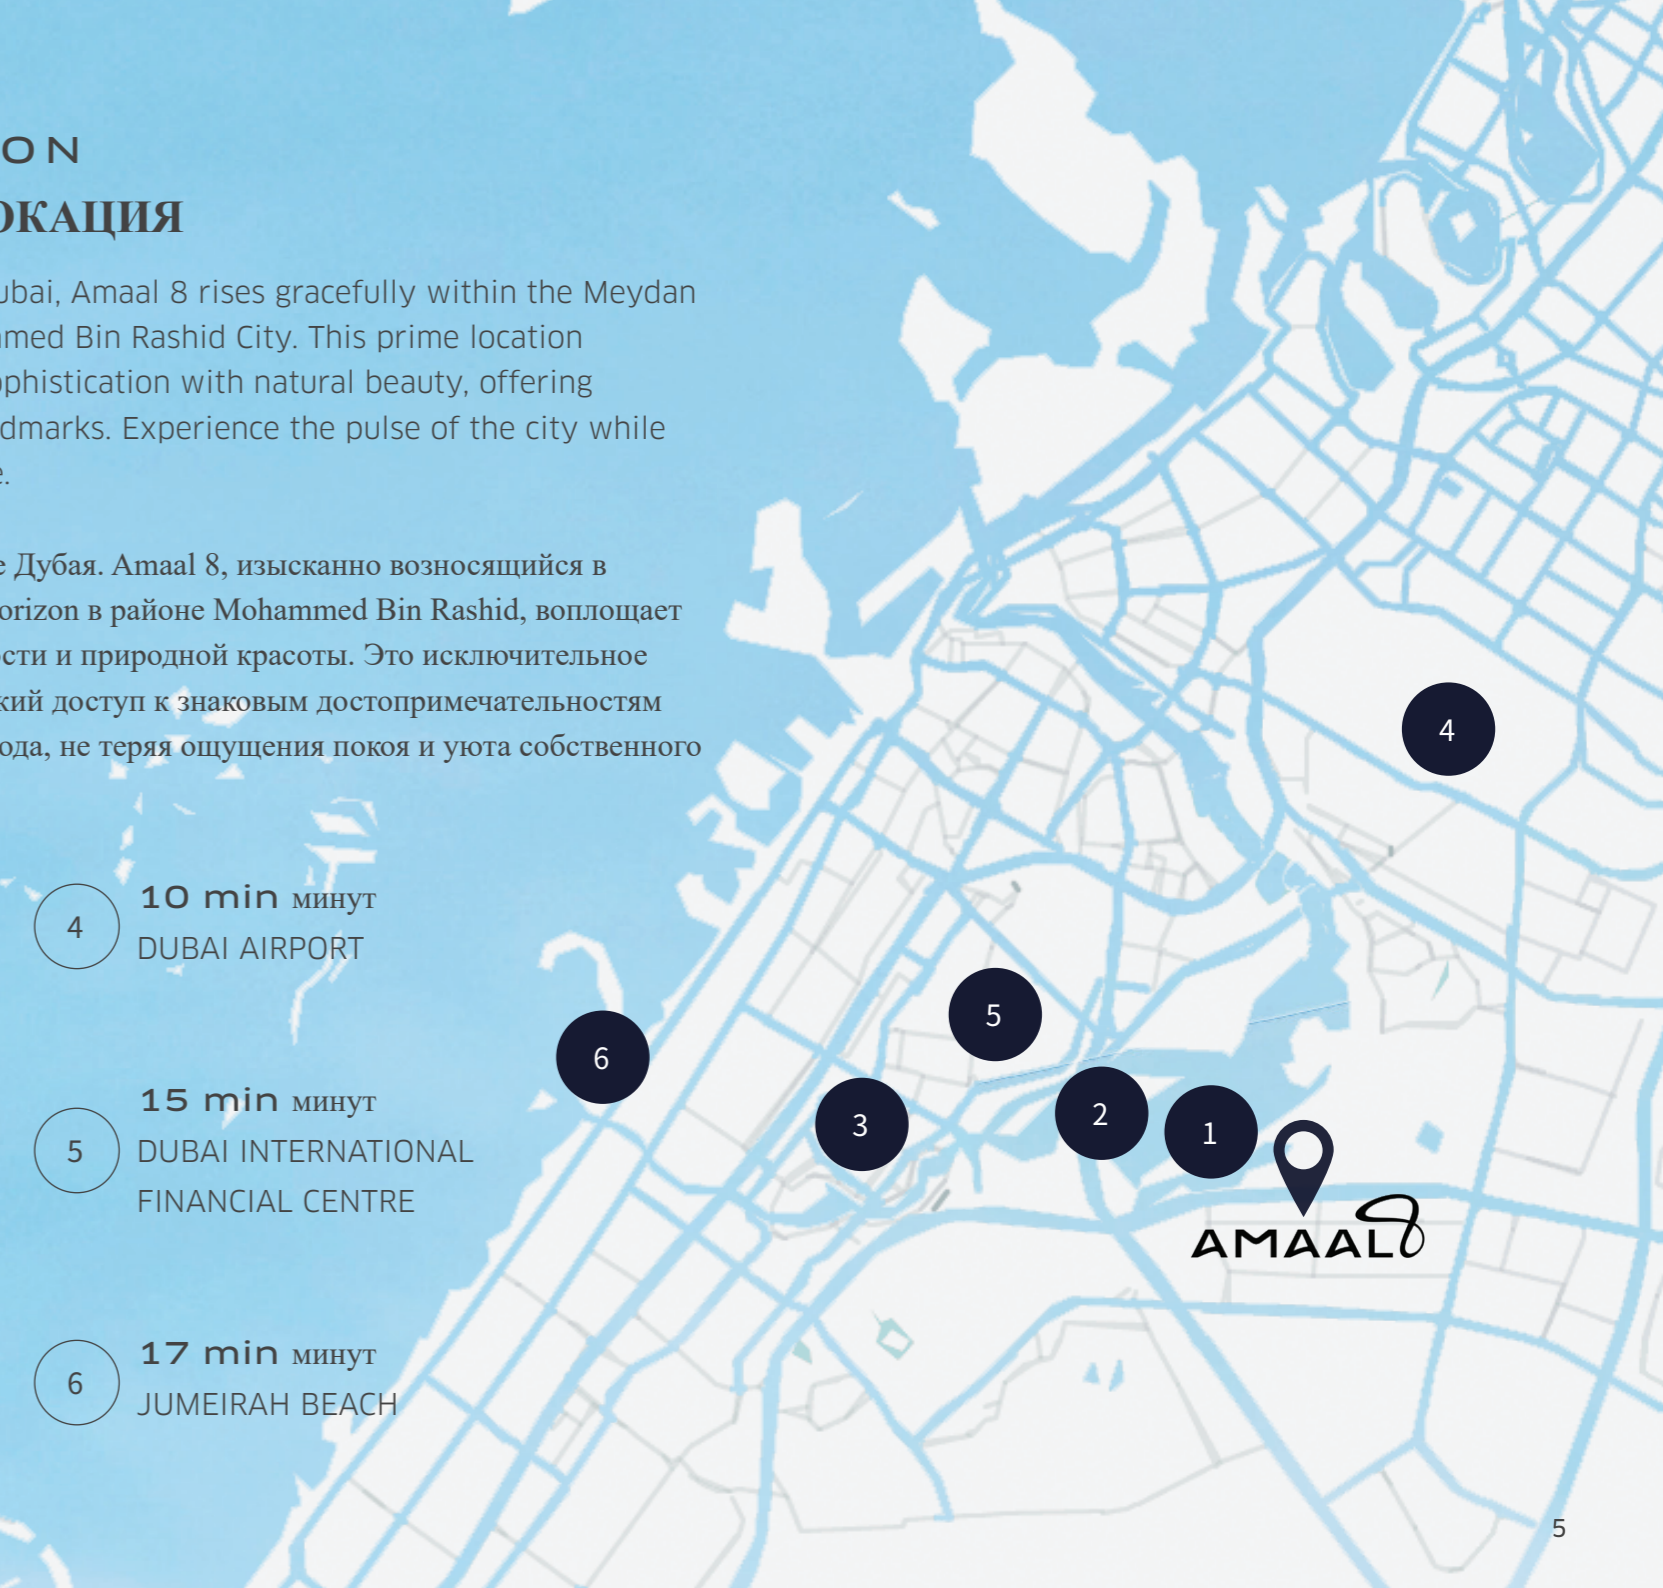 ON
ОКАЦИЯ
ubai, Amaal 8 rises gracefully within the Meydan
med Bin Rashid City. This prime location
ophistication with natural beauty, offering
dmarks. Experience the pulse of the city while
e.
е Дубая. Amaal 8, изысканно возносящийся в
orizon в районе Mohammed Bin Rashid, воплощает
ости и природной красоты. Это исключительное
кий доступ к знаковым достопримечательностям
ода, не теряя ощущения покоя и уюта собственного
4
10 min минут
DUBAI AIRPORT
5
15 min минут
DUBAI INTERNATIONAL
FINANCIAL CENTRE
6
17 min минут
JUMEIRAH BEACH
4
5
6
3
2
1
AMAAL8
5